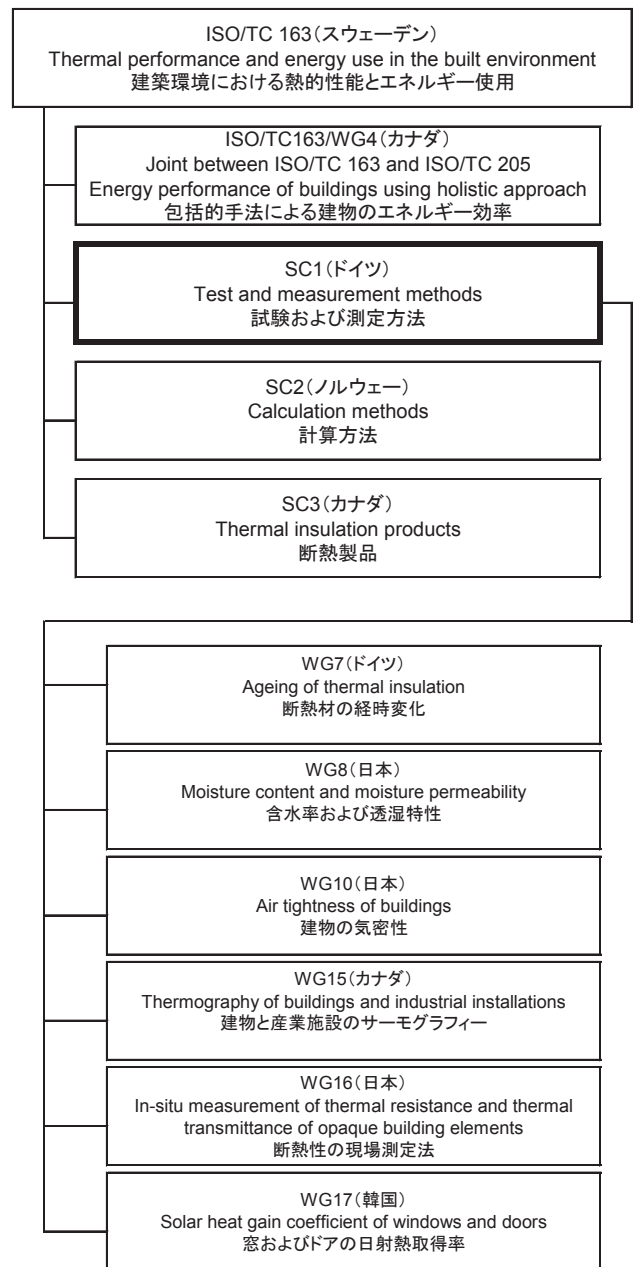 ISO/TC 163(スウェーデン)
Thermal performance and energy use in the built environment
建築環境における熱的性能とエネルギー使用
ISO/TC163/WG4(カナダ)
Joint between ISO/TC 163 and ISO/TC 205
Energy performance of buildings using holistic approach
包括的手法による建物のエネルギー効率
SC1(ドイツ)
Test and measurement methods
試験および測定方法
SC2(ノルウェー)
Calculation methods
計算方法
SC3(カナダ)
Thermal insulation products
断熱製品
WG7(ドイツ)
Ageing of thermal insulation
断熱材の経時変化
WG8(日本)
Moisture content and moisture permeability
含水率および透湿特性
WG10(日本)
Air tightness of buildings
建物の気密性
WG15(カナダ)
Thermography of buildings and industrial installations
建物と産業施設のサーモグラフィー
WG16(日本)
In-situ measurement of thermal resistance and thermal
transmittance of opaque building elements
断熱性の現場測定法
WG17(韓国)
Solar heat gain coefficient of windows and doors
窓およびドアの日射熱取得率